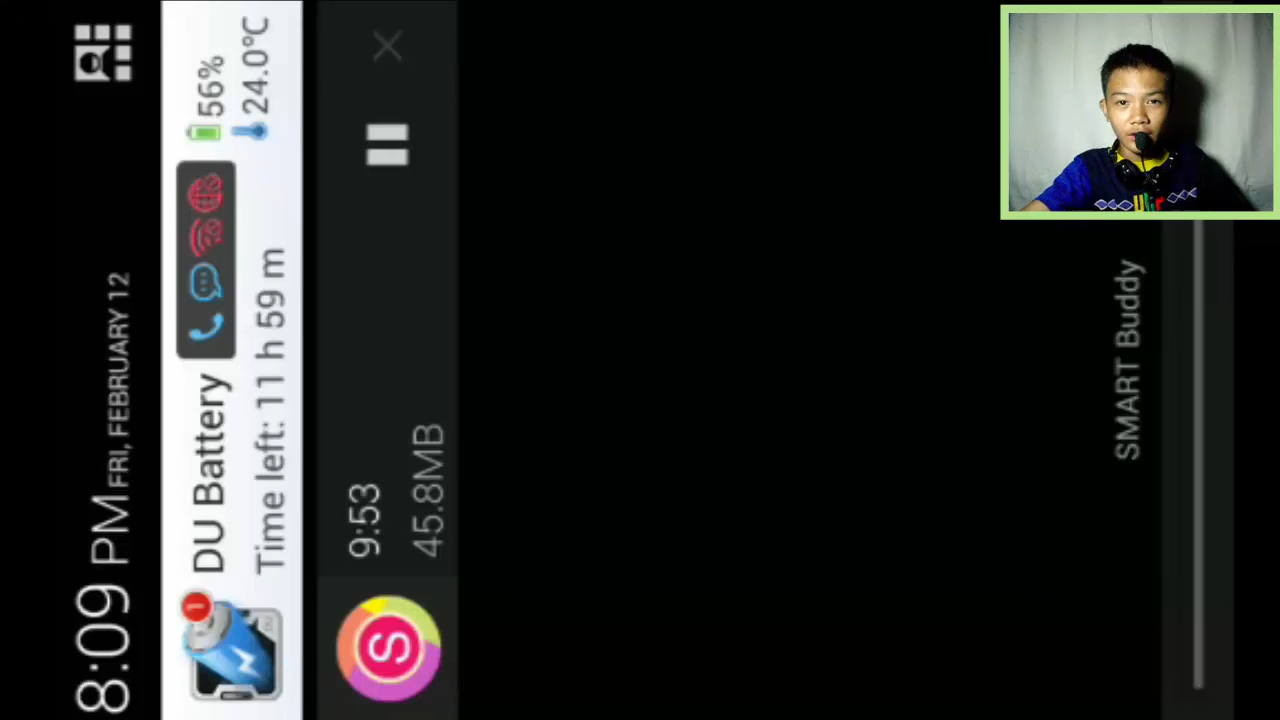 8:09 PM FRI, FEBRUARY 12
DU Battery
56%
Time left: 11 h 59 m
24.0°C
1
9:53
45.8MB
S
SMART Buddy